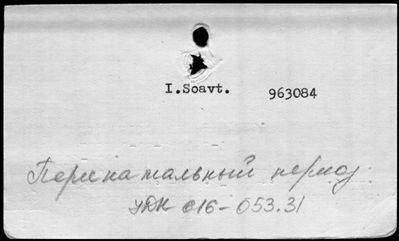 I.Soavt. 963084
Перинатальный период.
УДК 616-053.31